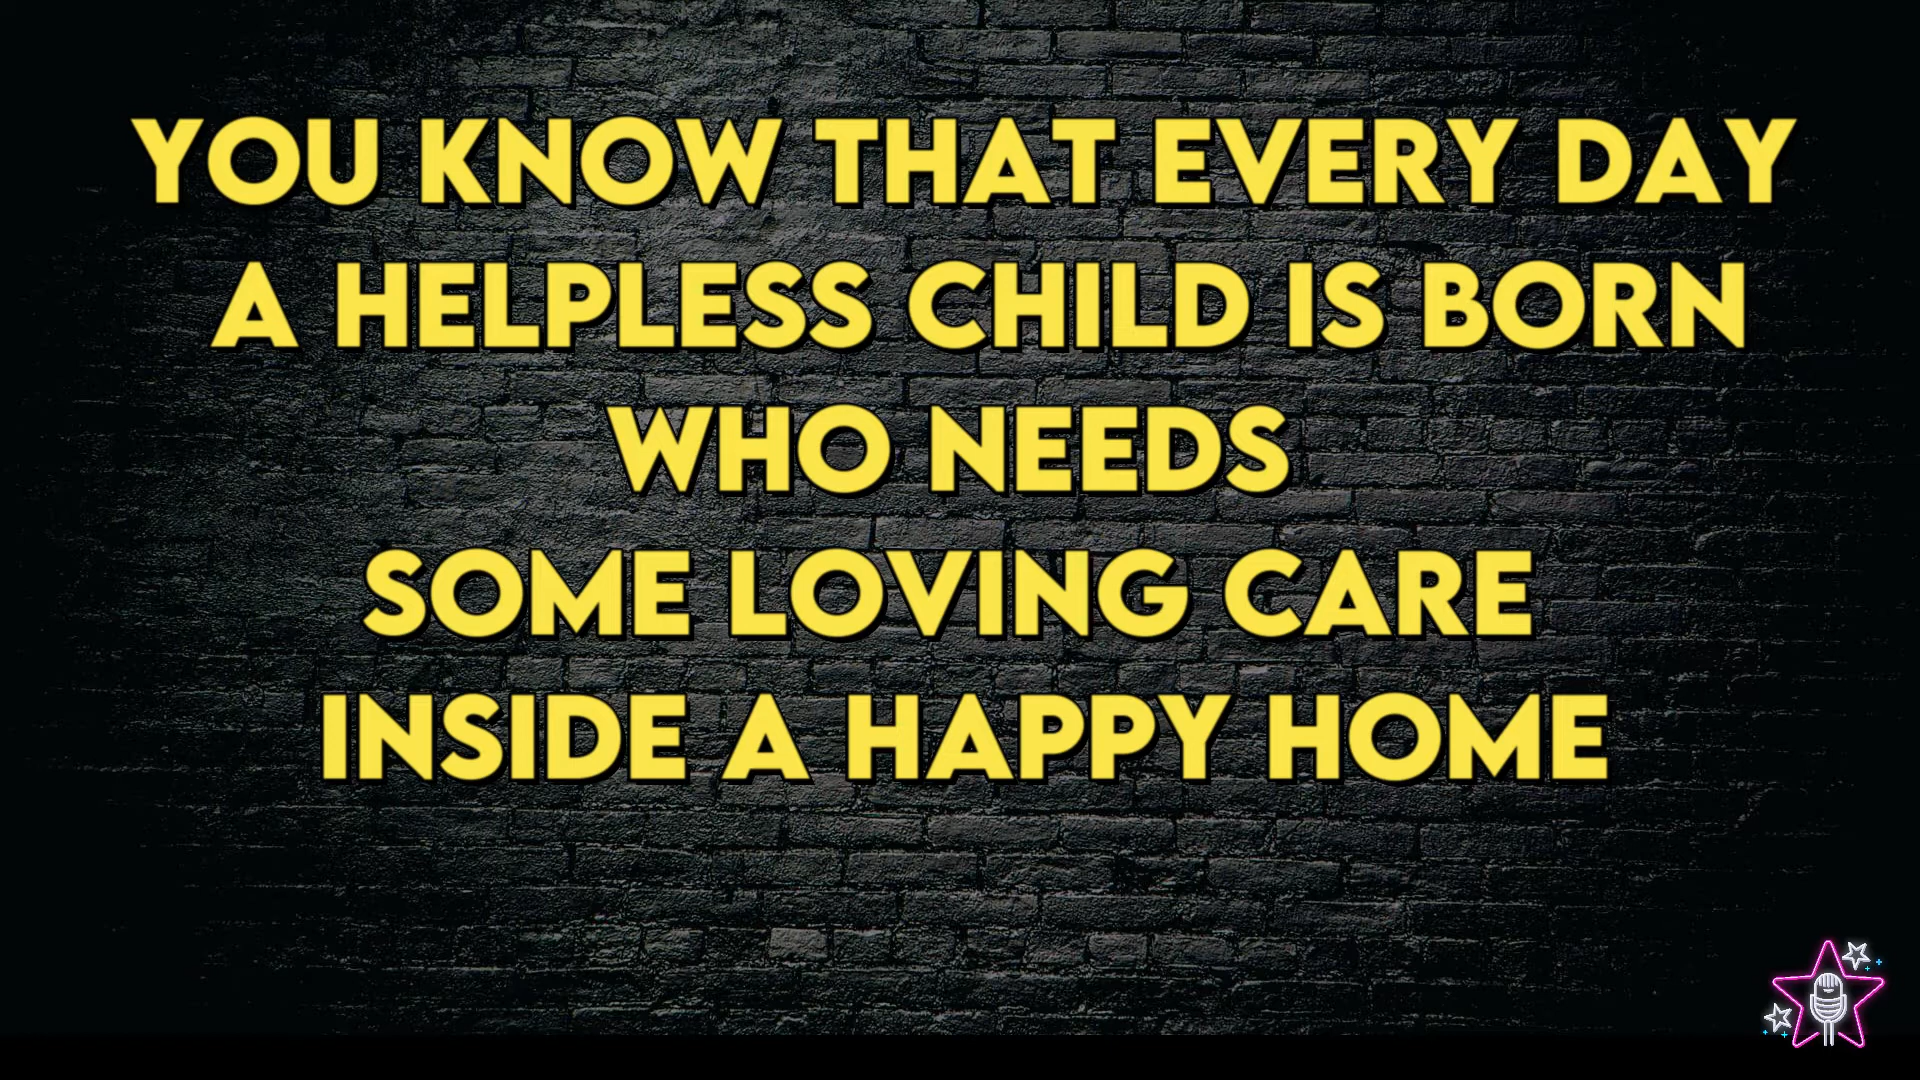 YOU KNOW THAT EVERY DAY
A HELPLESS CHILD IS BORN
WHO NEEDS
SOME LOVING CARE
INSIDE A HAPPY HOME